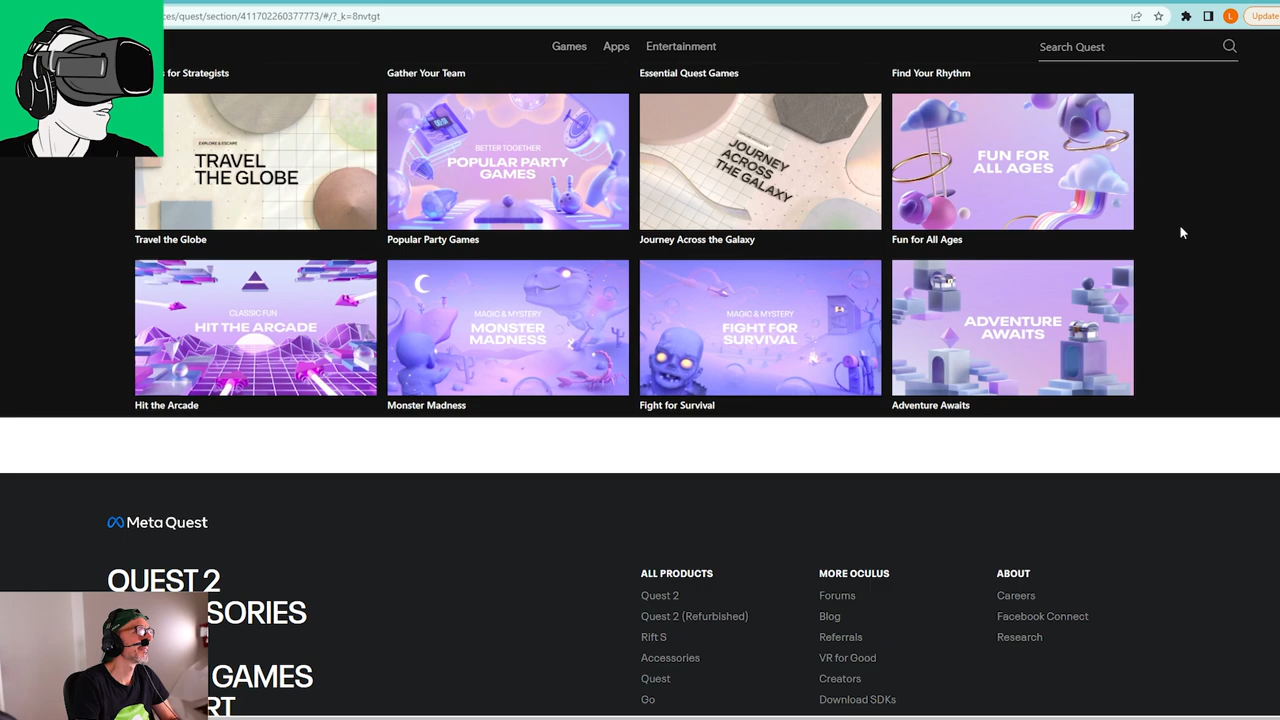 ces/quest/section/411702260377773/#/?_k=8nvtgt
L
Update
Games Apps Entertainment
Search Quest
for Strategists
Gather Your Team
Essential Quest Games
Find Your Rhythm
EXPLORE & ESCAPE
TRAVEL
THE GLOBE
BETTER TOGETHER
POPULAR PARTY
GAMES
JOURNEY
ACROSS
THE GALAXY
FUN FOR
ALL AGES
Travel the Globe
Popular Party Games
Journey Across the Galaxy
Fun for All Ages
CLASSIC FUN
HIT THE ARCADE
MAGIC & MYSTERY
MONSTER
MADNESS
MAGIC & MYSTERY
FIGHT FOR
SURVIVAL
ADVENTURE
AWAITS
Hit the Arcade
Monster Madness
Fight for Survival
Adventure Awaits
Meta Quest
QUEST 2
SORIES
GAMES
RT
ALL PRODUCTS
Quest 2
Quest 2 (Refurbished)
Rift S
Accessories
Quest
Go
MORE OCULUS
Forums
Blog
Referrals
VR for Good
Creators
Download SDKs
ABOUT
Careers
Facebook Connect
Research